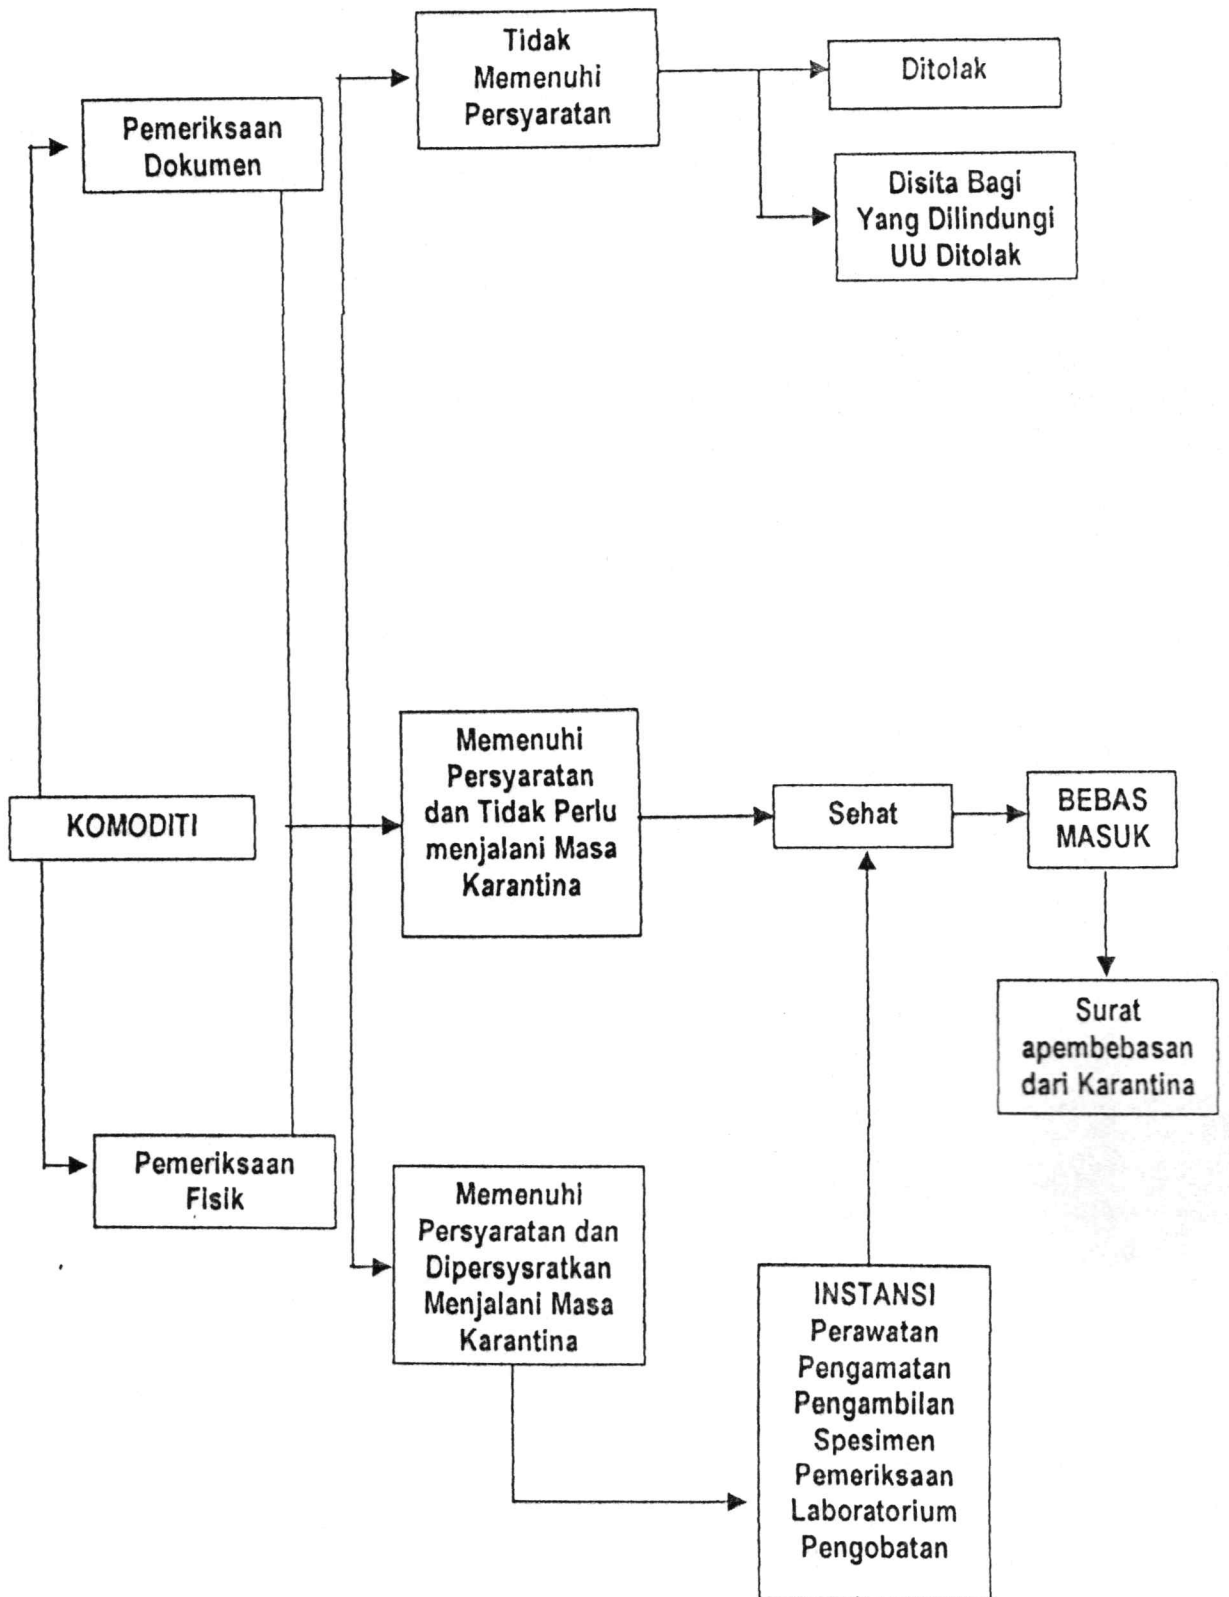 Tidak
Memenuhi
Persyaratan
Ditolak
Pemeriksaan
Dokumen
Disita Bagi
Yang Dilindungi
UU Ditolak
KOMODITI
Memenuhi
Persyaratan
dan Tidak Perlu
menjalani Masa
Karantina
Sehat
BEBAS
MASUK
Surat
apembebasan
dari Karantina
Pemeriksaan
Fisik
Memenuhi
Persyaratan dan
Dipersysratkan
Menjalani Masa
Karantina
INSTANSI
Perawatan
Pengamatan
Pengambilan
Spesimen
Pemeriksaan
Laboratorium
Pengobatan